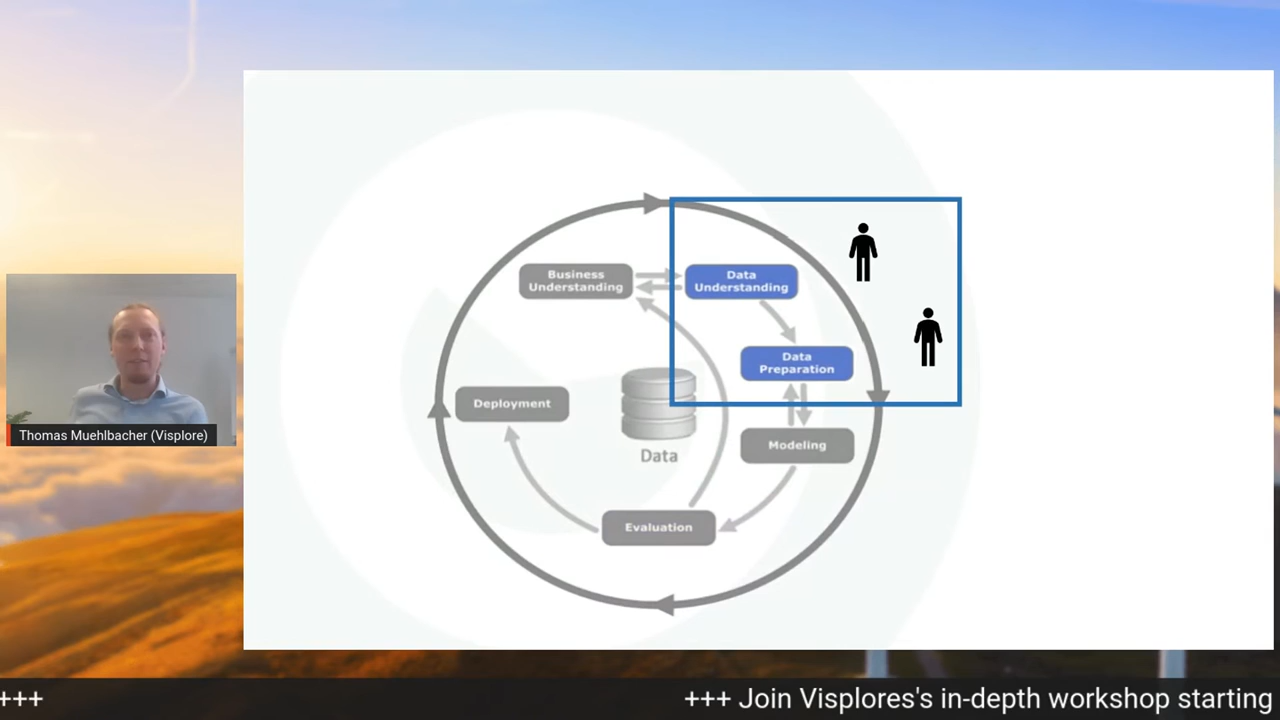 Business
Understanding
Data
Understanding
Data
Preparation
Deployment
Data
Modeling
Evaluation
Thomas Muehlbacher (Visplore)
+++ +++ Join Visplores's in-depth workshop starting